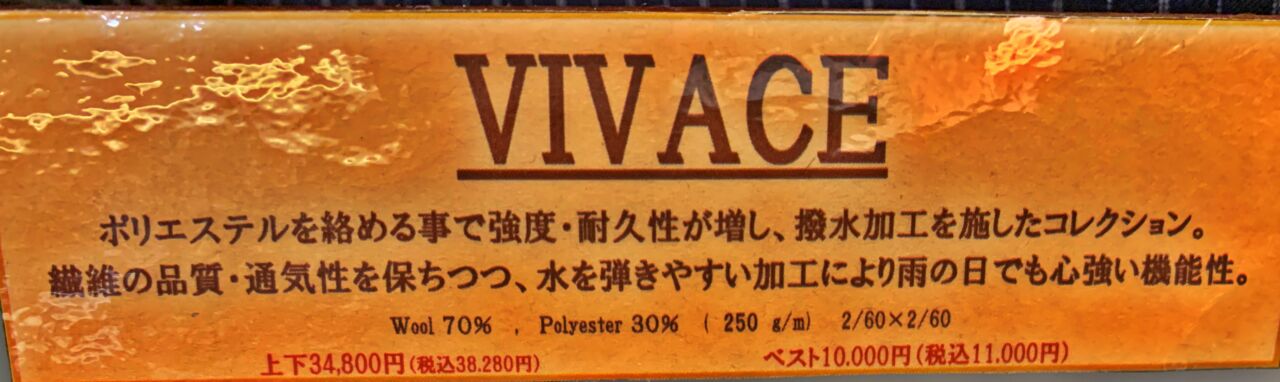 VIVACE
ポリエステルを絡める事で強度・耐久性が増し、撥水加工を施したコレクション。
繊維の品質・通気性を保ちつつ、水を弾きやすい加工により雨の日でも心強い機能性。
Wool 70% , Polyester 30% ( 250 g/m) 2/60×2/60
上下34,800円(税込38.280円) ベスト10.000円(税込11.000円)